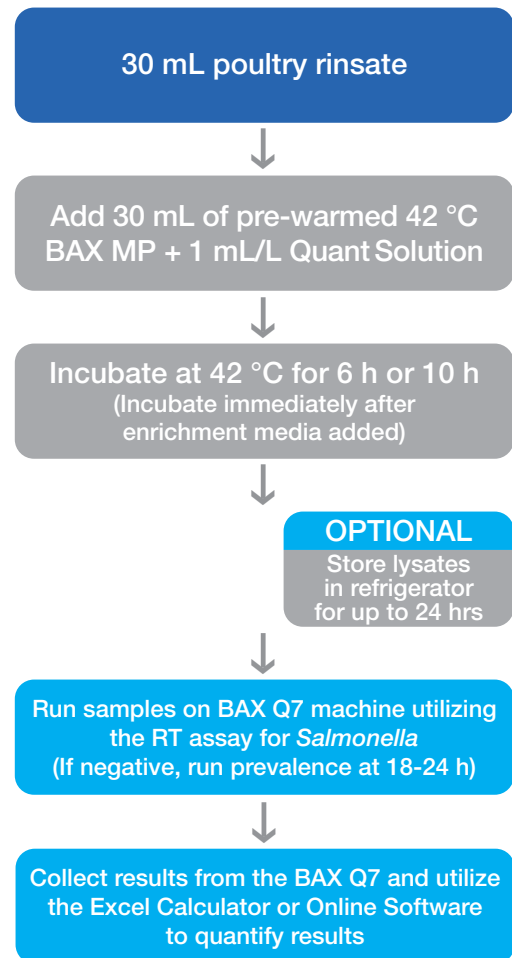 30 mL poultry rinsate
Add 30 mL of pre-warmed 42 °C
BAX MP + 1 mL/L Quant Solution
Incubate at 42 °C for 6 h or 10 h
(Incubate immediately after
enrichment media added)
OPTIONAL
Store lysates
in refrigerator
for up to 24 hrs
Run samples on BAX Q7 machine utilizing
the RT assay for Salmonella
(If negative, run prevalence at 18-24 h)
Collect results from the BAX Q7 and utilize
the Excel Calculator or Online Software
to quantify results